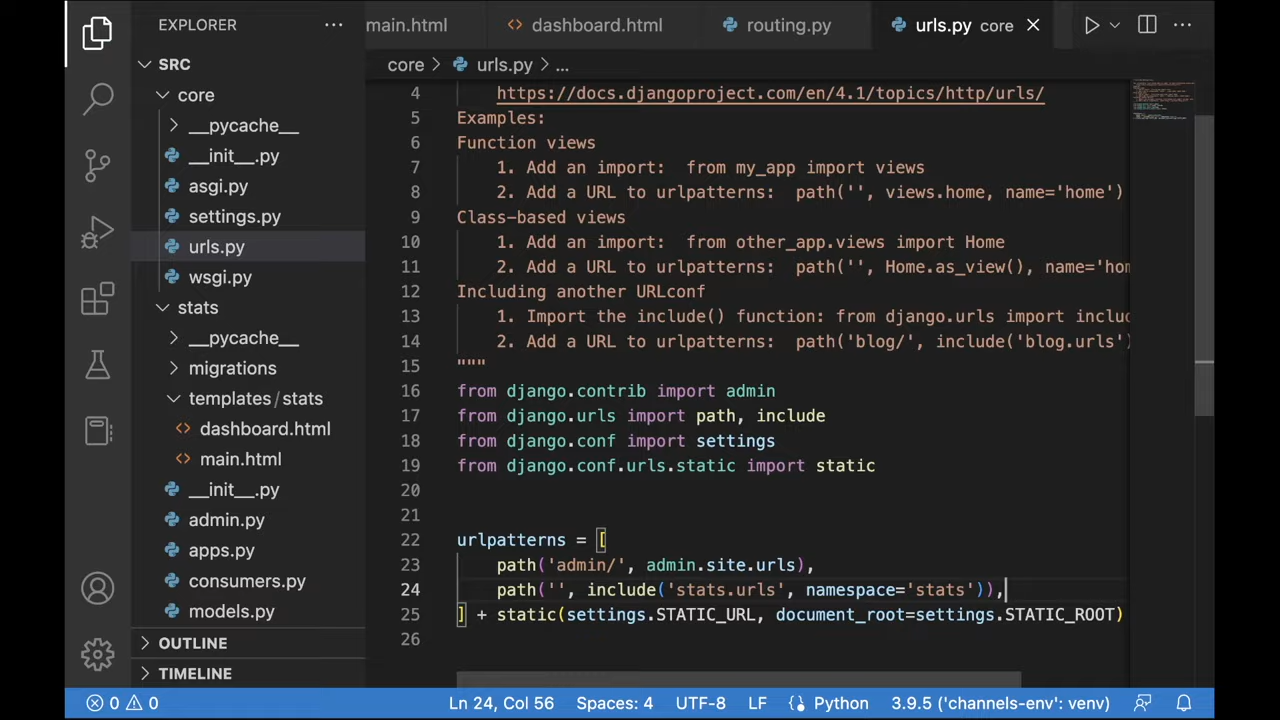 EXPLORER
SRC
core
__pycache__
__init__.py
asgi.py
settings.py
urls.py
wsgi.py
stats
__pycache__
migrations
templates/stats
dashboard.html
main.html
__init__.py
admin.py
apps.py
consumers.py
models.py
OUTLINE
TIMELINE
main.html
dashboard.html
routing.py
urls.py core
core > urls.py > ...
4 https://docs.djangoproject.com/en/4.1/topics/http/urls/
5 Examples:
6 Function views
7 1. Add an import:  from my_app import views
8 2. Add a URL to urlpatterns:  path('', views.home, name='home')
9 Class-based views
10 1. Add an import:  from other_app.views import Home
11 2. Add a URL to urlpatterns:  path('', Home.as_view(), name='hom
12 Including another URLconf
13 1. Import the include() function: from django.urls import includ
14 2. Add a URL to urlpatterns:  path('blog/', include('blog.urls')
15 """
16 from django.contrib import admin
17 from django.urls import path, include
18 from django.conf import settings
19 from django.conf.urls.static import static
20
21
22 urlpatterns = [
23 path('admin/', admin.site.urls),
24 path('', include('stats.urls', namespace='stats')),
25 ] + static(settings.STATIC_URL, document_root=settings.STATIC_ROOT)
26
0 0 Ln 24, Col 56 Spaces: 4 UTF-8 LF Python 3.9.5 ('channels-env': venv)